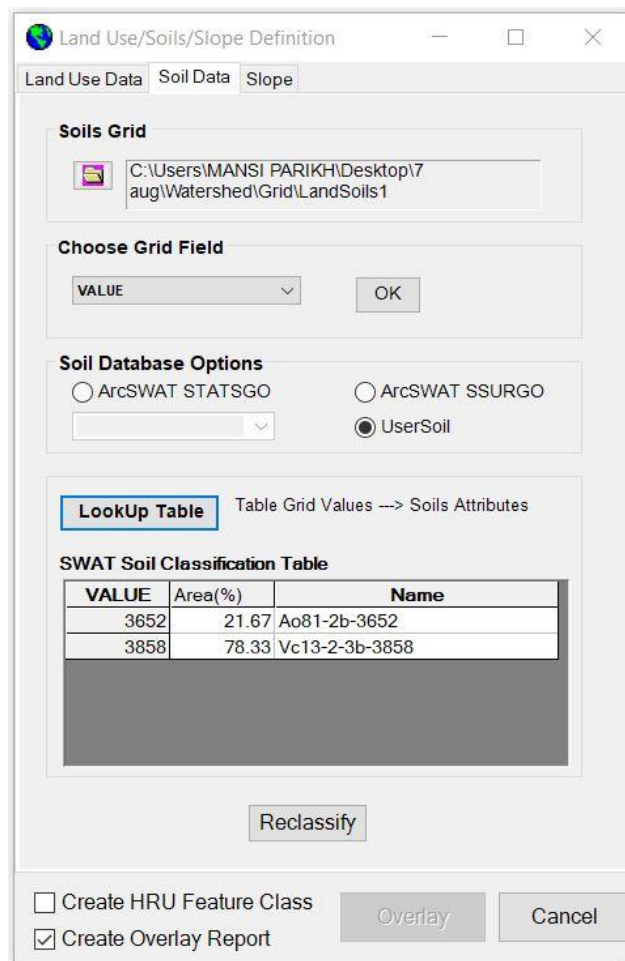 Land Use/Soils/Slope Definition
Land Use Data Soil Data Slope
Soils Grid
C:\Users\MANSI PARIKH\Desktop\7
aug\Watershed\Grid\LandSoils1
Choose Grid Field
VALUE OK
Soil Database Options
ArcSWAT STATSGO ArcSWAT SSURGO
UserSoil
LookUp Table Table Grid Values ---> Soils Attributes
SWAT Soil Classification Table
VALUE Area(%) Name
3652 21.67 Ao81-2b-3652
3858 78.33 Vc13-2-3b-3858
Reclassify
Create HRU Feature Class Overlay Cancel
Create Overlay Report